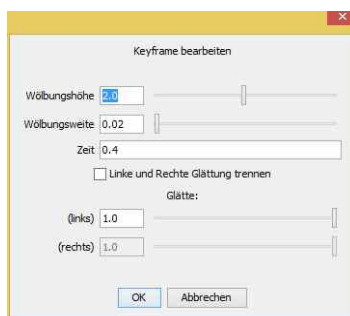 Keyframe bearbeiten
Wölbungshöhe 2.0
Wölbungsweite 0.02
Zeit 0.4
Linke und Rechte Glättung trennen
Glätte:
(links) 1.0
(rechts) 1.0
OK Abbrechen